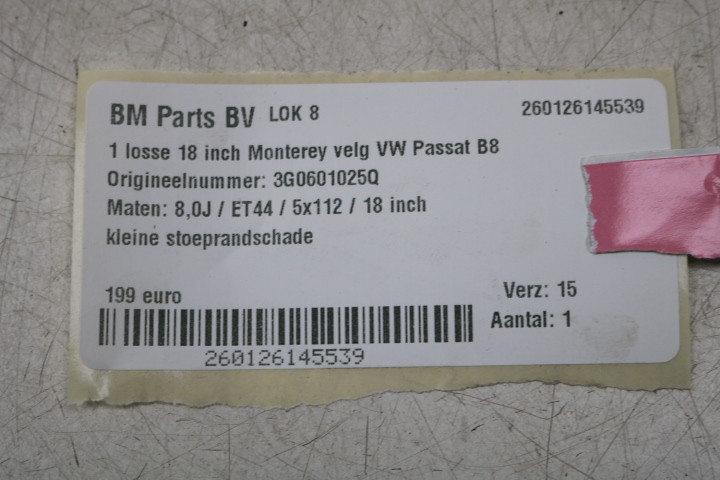 BM Parts BV LOK 8 260126145539
1 losse 18 inch Monterey velg VW Passat B8
Origineelnummer: 3G0601025Q
Maten: 8,0J / ET44 / 5x112 / 18 inch
kleine stoeprandschade
199 euro Verz: 15
Aantal: 1
260126145539